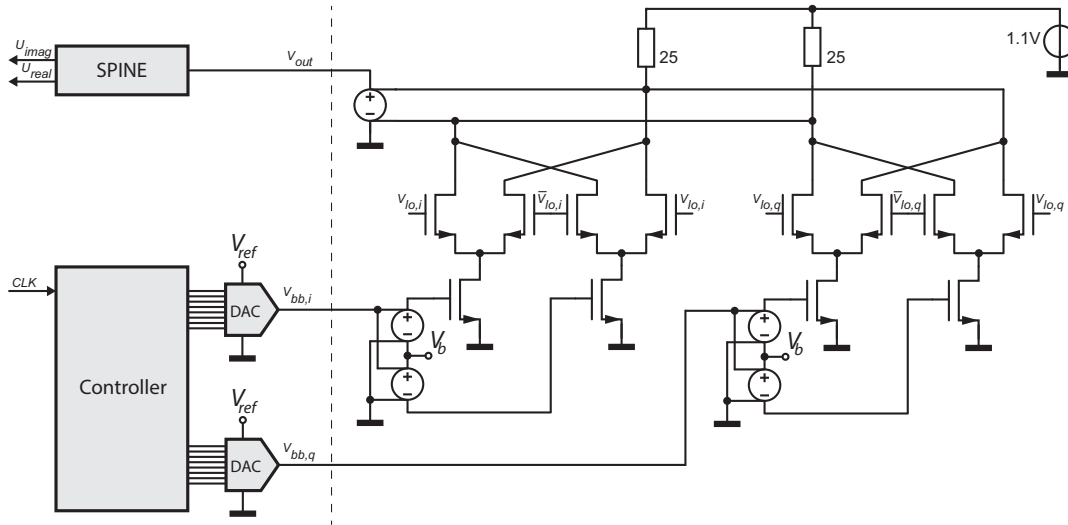 1.1V
25
25
U_imag
U_real
SPINE
V_out
+
−
V_lo,i
V̅_lo,i
V_lo,i
V_lo,q
V̅_lo,q
V_lo,q
V_ref
CLK
DAC
V_bb,i
+
−
V_b
+
−
+
−
V_b
+
−
Controller
V_ref
DAC
V_bb,q